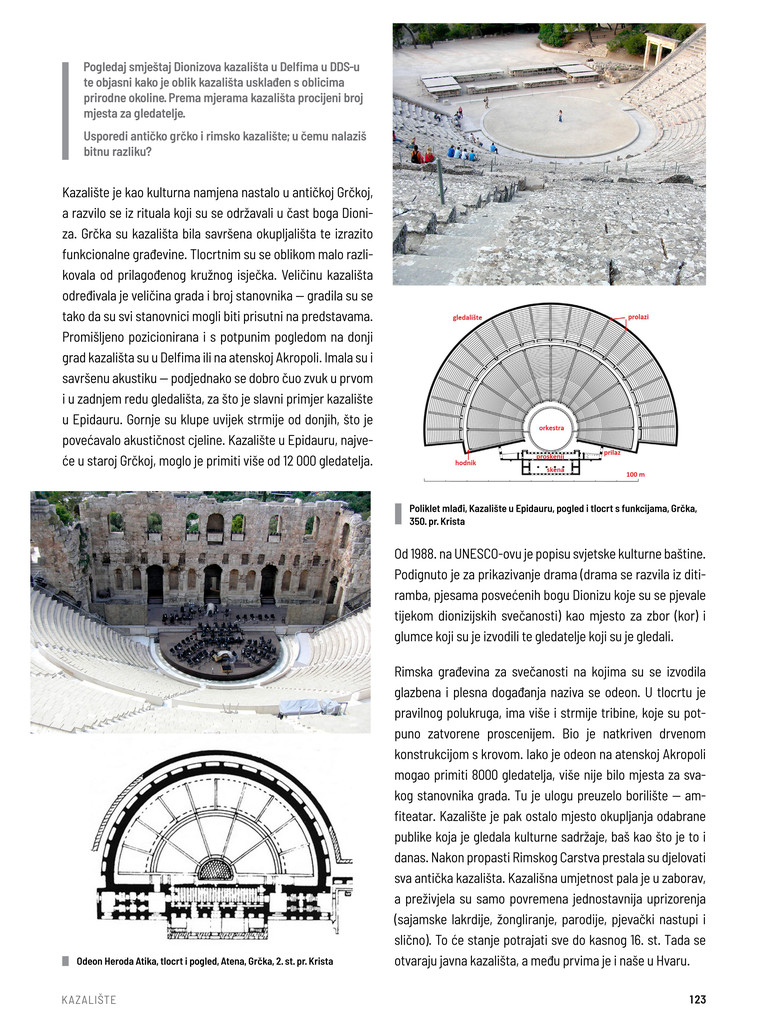 Pogledaj smještaj Dionizova kazališta u Delfima u DDS-u
te objasni kako je oblik kazališta usklađen s oblicima
prirodne okoline. Prema mjerama kazališta procijeni broj
mjesta za gledatelje.
Usporedi antičko grčko i rimsko kazalište; u čemu nalaziš
bitnu razliku?
Kazalište je kao kulturna namjena nastalo u antičkoj Grčkoj,
a razvilo se iz rituala koji su se održavali u čast boga Dioni-
za. Grčka su kazališta bila savršena okupljališta te izrazito
funkcionalne građevine. Tlocrtnim su se oblikom malo razli-
kovala od prilagođenog kružnog isječka. Veličinu kazališta
određivala je veličina grada i broj stanovnika — gradila su se
tako da su svi stanovnici mogli biti prisutni na predstavama.
Promišljeno pozicionirana i s potpunim pogledom na donji
grad kazališta su u Delfima ili na atenskoj Akropoli. Imala su i
savršenu akustiku — podjednako se dobro čuo zvuk u prvom
i u zadnjem redu gledališta, za što je slavni primjer kazalište
u Epidauru. Gornje su klupe uvijek strmije od donjih, što je
povećavalo akustičnost cjeline. Kazalište u Epidauru, najve-
će u staroj Grčkoj, moglo je primiti više od 12 000 gledatelja.
gledalište
prolazi
orkestra
proskenij
prilaz
hodnik
skena
100 m
Poliklet mlađi, Kazalište u Epidauru, pogled i tlocrt s funkcijama, Grčka,
350. pr. Krista
Od 1988. na UNESCO-ovu je popisu svjetske kulturne baštine.
Podignuto je za prikazivanje drama (drama se razvila iz diti-
ramba, pjesama posvećenih bogu Dionizu koje su se pjevale
tijekom dionizijskih svečanosti) kao mjesto za zbor (kor) i
glumce koji su je izvodili te gledatelje koji su je gledali.
Rimska građevina za svečanosti na kojima su se izvodila
glazbena i plesna događanja naziva se odeon. U tlocrtu je
pravilnog polukruga, ima više i strmije tribine, koje su pot-
puno zatvorene proscenijem. Bio je natkriven drvenom
konstrukcijom s krovom. Iako je odeon na atenskoj Akropoli
mogao primiti 8000 gledatelja, više nije bilo mjesta za sva-
kog stanovnika grada. Tu je ulogu preuzelo borilište — am-
fiteatar. Kazalište je pak ostalo mjesto okupljanja odabrane
publike koja je gledala kulturne sadržaje, baš kao što je to i
danas. Nakon propasti Rimskog Carstva prestala su djelovati
sva antička kazališta. Kazališna umjetnost pala je u zaborav,
a preživjela su samo povremena jednostavnija uprizorenja
(sajamske lakrdije, žongliranje, parodije, pjevački nastupi i
slično). To će stanje potrajati sve do kasnog 16. st. Tada se
otvaraju javna kazališta, a među prvima je i naše u Hvaru.
Odeon Heroda Atika, tlocrt i pogled, Atena, Grčka, 2. st. pr. Krista
KAZALIŠTE
123